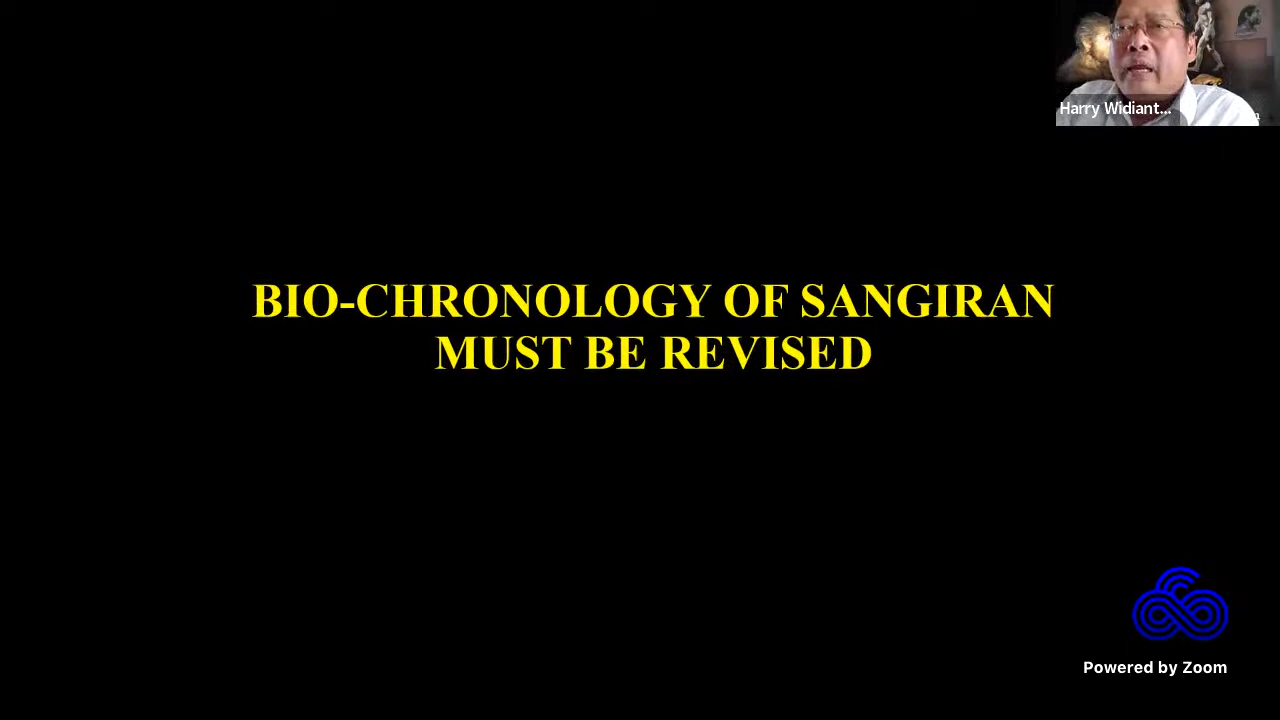 Harry Widiant...
BIO-CHRONOLOGY OF SANGIRAN
MUST BE REVISED
Powered by Zoom